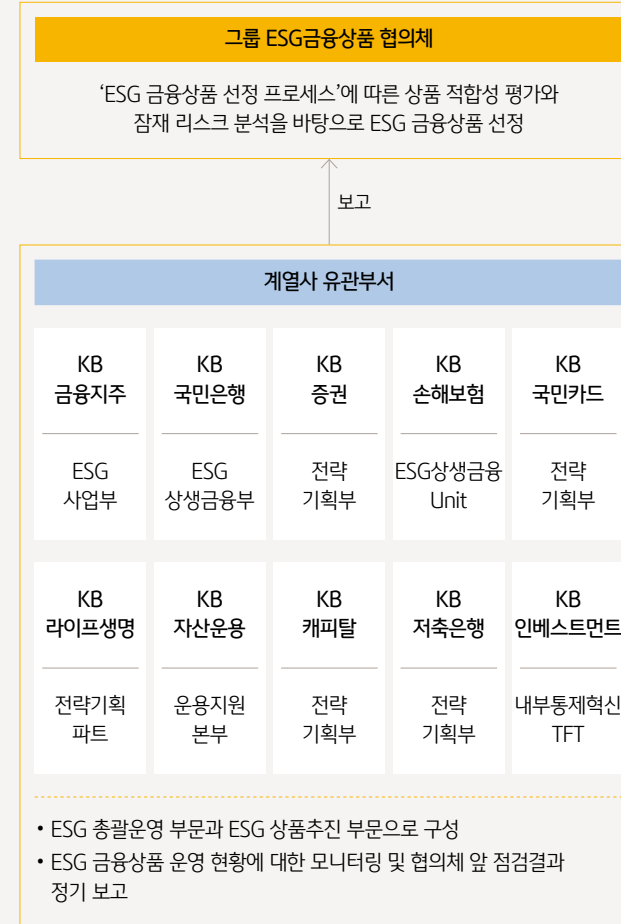 그룹 ESG금융상품 협의체
‘ESG 금융상품 선정 프로세스’에 따른 상품 적합성 평가와
잠재 리스크 분석을 바탕으로 ESG 금융상품 선정
보고
계열사 유관부서
KB
금융지주
ESG
사업부
KB
국민은행
ESG
상생금융부
KB
증권
전략
기획부
KB
손해보험
ESG상생금융
Unit
KB
국민카드
전략
기획부
KB
라이프생명
전략기획
파트
KB
자산운용
운용지원
본부
KB
캐피탈
전략
기획부
KB
저축은행
전략
기획부
KB
인베스트먼트
내부통제혁신
TFT
• ESG 총괄운영 부문과 ESG 상품추진 부문으로 구성
• ESG 금융상품 운영 현황에 대한 모니터링 및 협의체 앞 점검결과
정기 보고